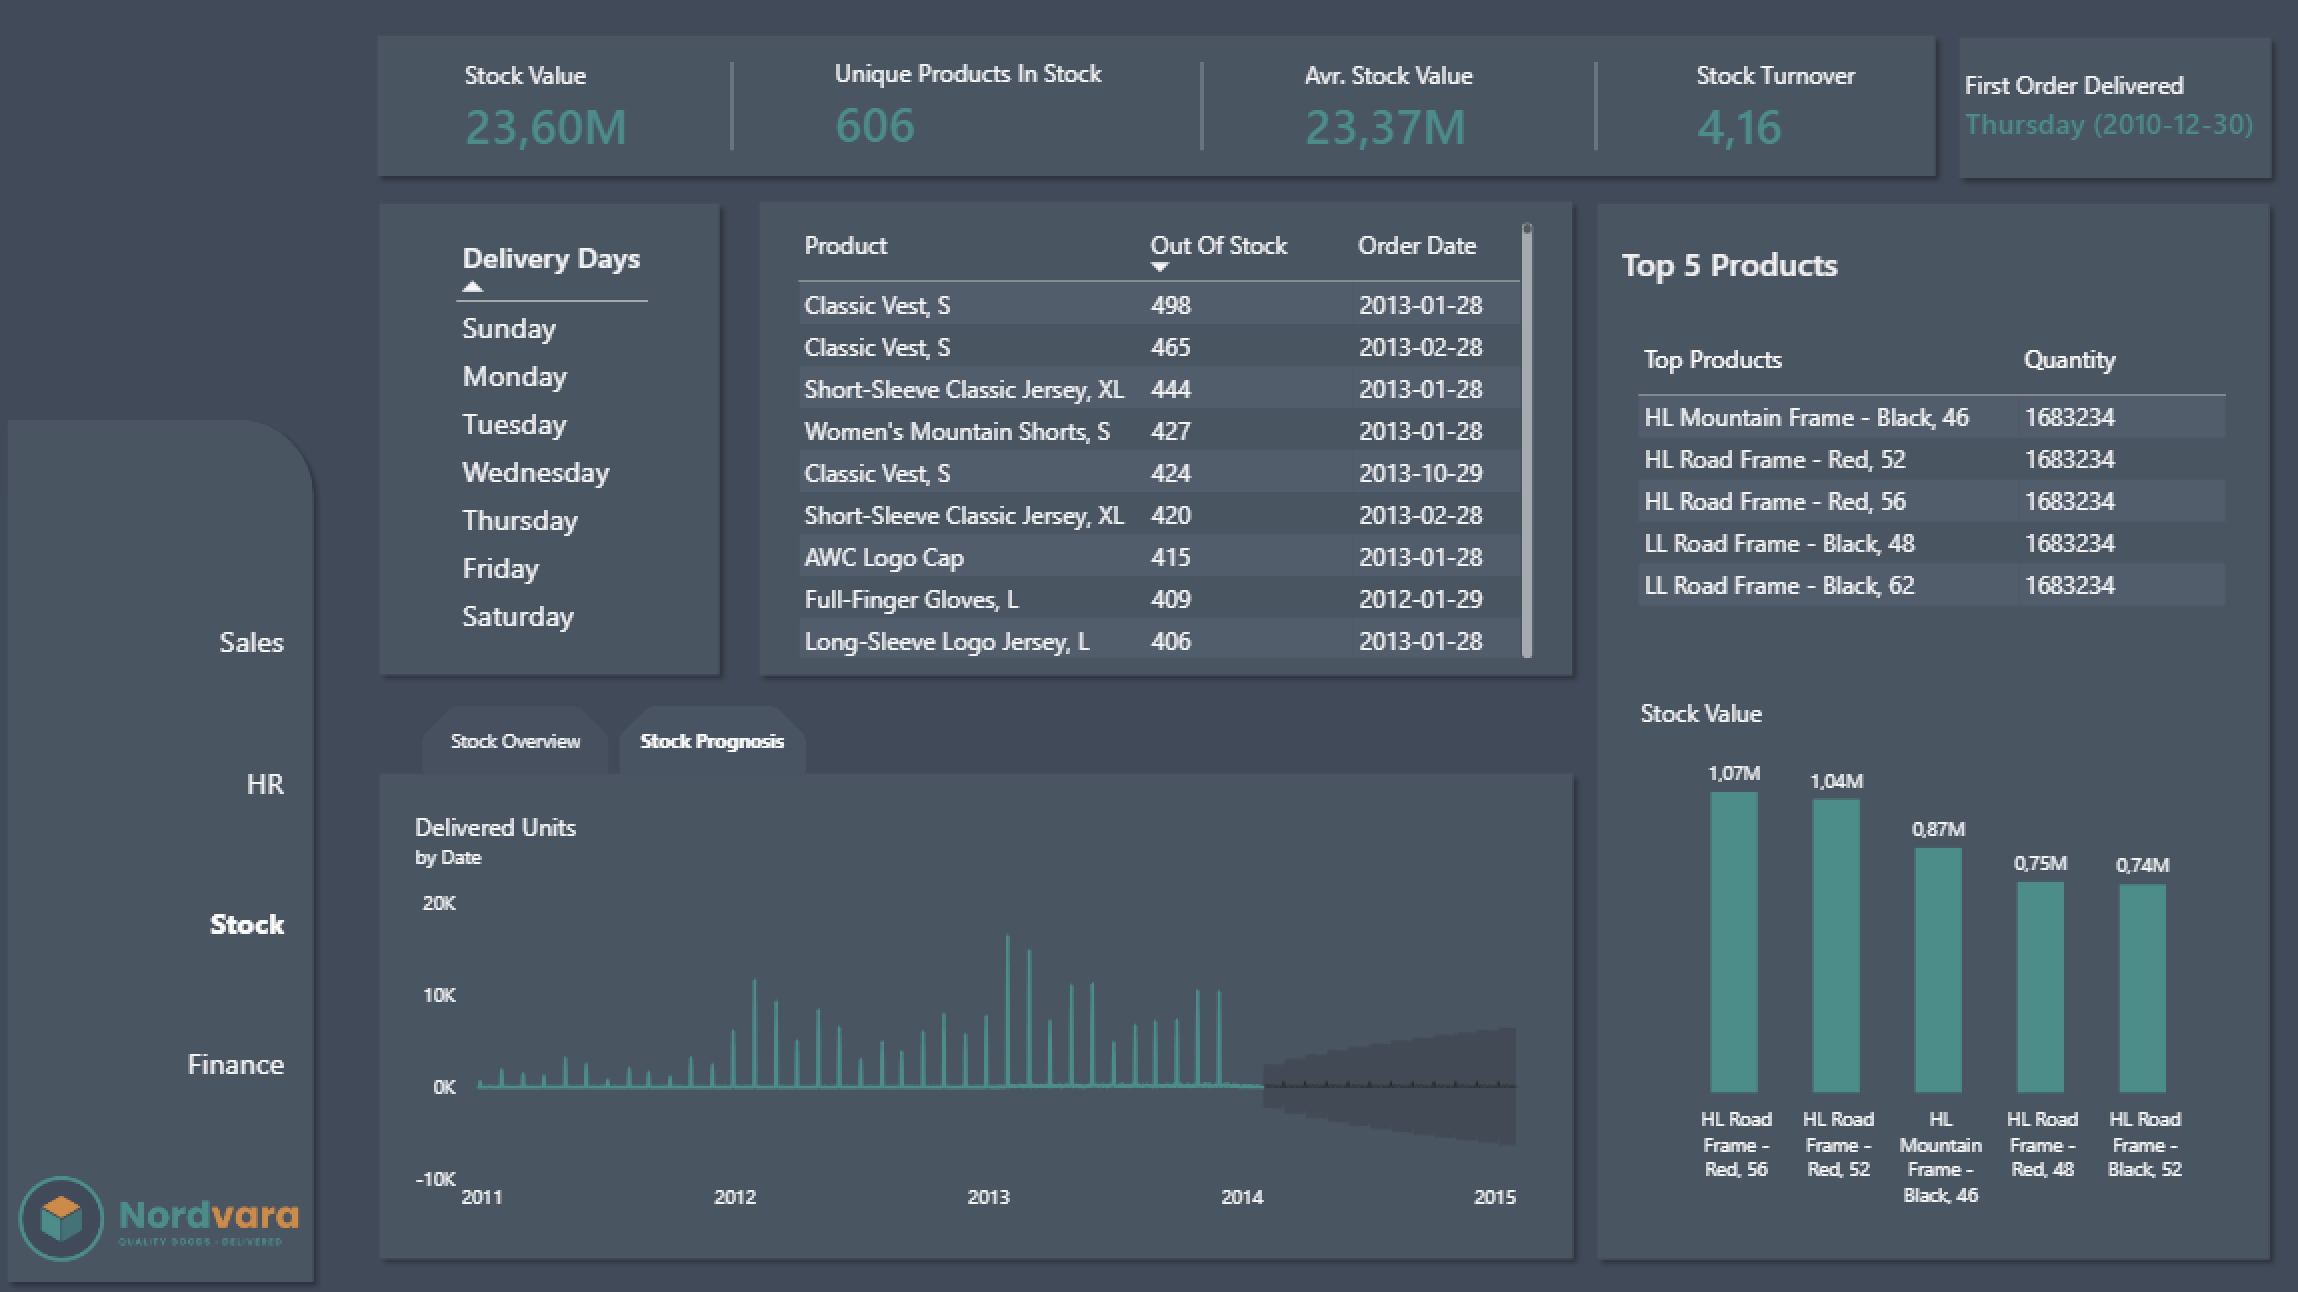 Stock Value
23,60M
Unique Products In Stock
606
Avr. Stock Value
23,37M
Stock Turnover
4,16
First Order Delivered
Thursday (2010-12-30)
Delivery Days
Sunday
Monday
Tuesday
Wednesday
Thursday
Friday
Saturday
Product Out Of Stock Order Date
Classic Vest, S 498 2013-01-28
Classic Vest, S 465 2013-02-28
Short-Sleeve Classic Jersey, XL 444 2013-01-28
Women's Mountain Shorts, S 427 2013-01-28
Classic Vest, S 424 2013-10-29
Short-Sleeve Classic Jersey, XL 420 2013-02-28
AWC Logo Cap 415 2013-01-28
Full-Finger Gloves, L 409 2012-01-29
Long-Sleeve Logo Jersey, L 406 2013-01-28
Top 5 Products
Top Products Quantity
HL Mountain Frame - Black, 46 1683234
HL Road Frame - Red, 52 1683234
HL Road Frame - Red, 56 1683234
LL Road Frame - Black, 48 1683234
LL Road Frame - Black, 62 1683234
Stock Value
1,07M
1,04M
0,87M
0,75M
0,74M
HL Road
Frame -
Red, 56
HL Road
Frame -
Red, 52
HL
Mountain
Frame -
Black, 46
HL Road
Frame -
Red, 48
HL Road
Frame -
Black, 52
Stock Overview
Stock Prognosis
Delivered Units
by Date
20K
10K
0K
-10K
2011 2012 2013 2014 2015
Sales
HR
Stock
Finance
Nordvara
QUALITY GOODS · DELIVERED